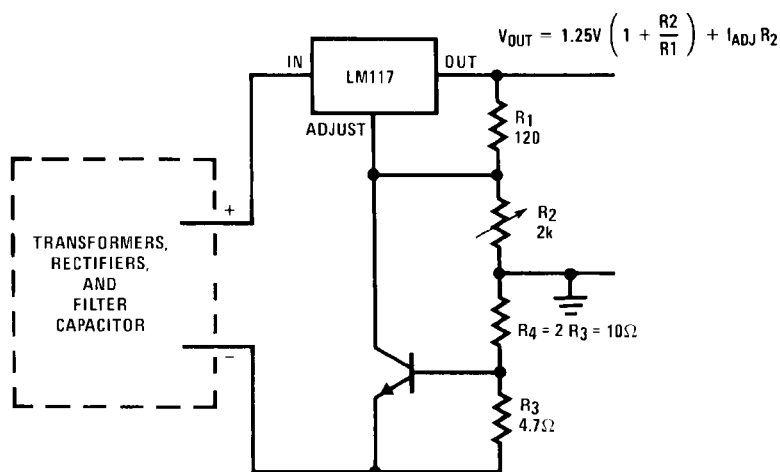 V_OUT = 1.25V (1 + R2/R1) + I_ADJ R₂
IN
OUT
LM117
ADJUST
R₁
120
R₂
2k
+
TRANSFORMERS,
RECTIFIERS,
AND
FILTER
CAPACITOR
−
R₄ = 2 R₃ = 10Ω
R₃
4.7Ω